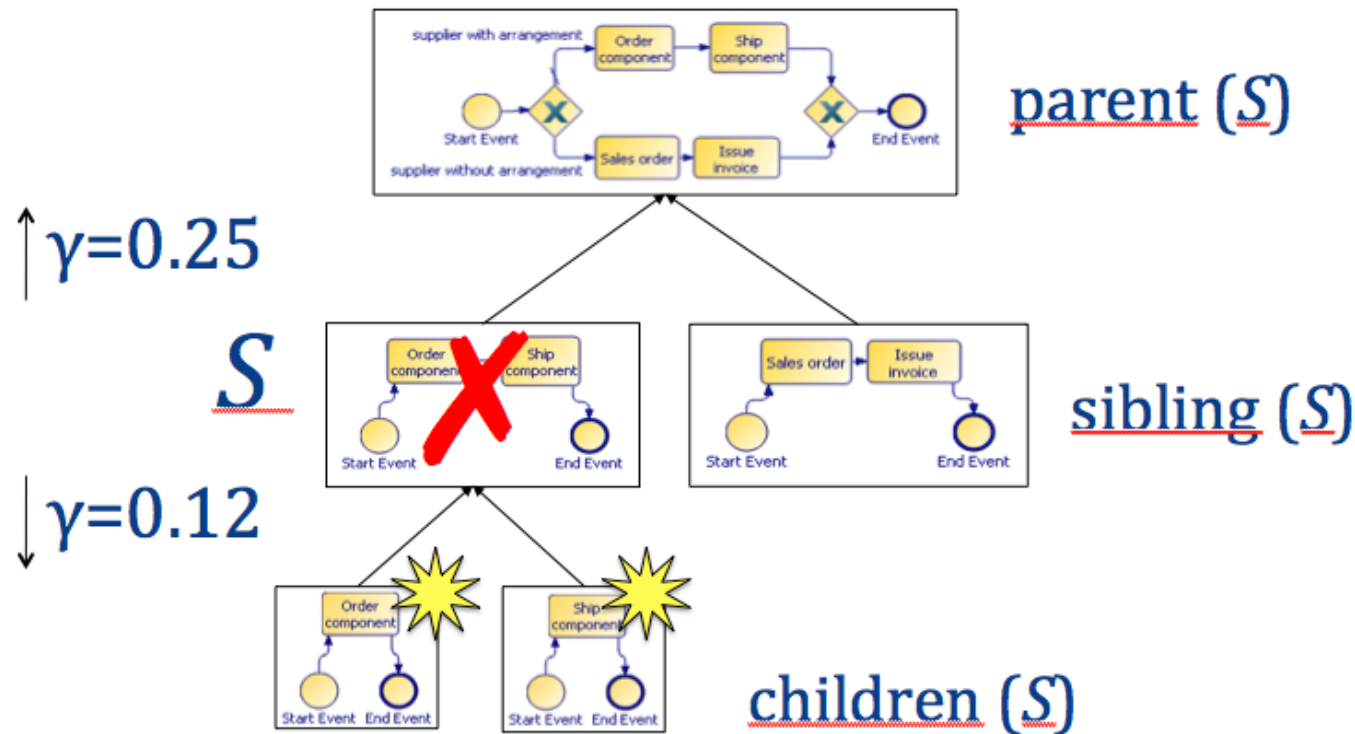 supplier with arrangement
Order
component
Ship
component
X
X
Start Event
End Event
supplier without arrangement
Sales order
Issue
invoice
parent (S)
↑ γ=0.25
S
Order
component
Ship
component
Start Event
End Event
Sales order
Issue
invoice
Start Event
End Event
sibling (S)
↓ γ=0.12
Order
component
Start Event
End Event
Ship
component
Start Event
End Event
children (S)